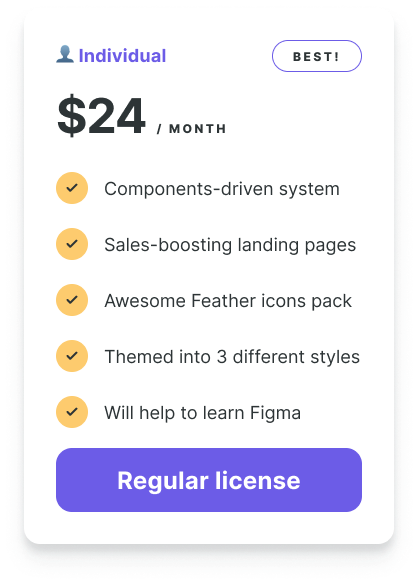 Individual
BEST!
$24 / MONTH
Components-driven system
Sales-boosting landing pages
Awesome Feather icons pack
Themed into 3 different styles
Will help to learn Figma
Regular license